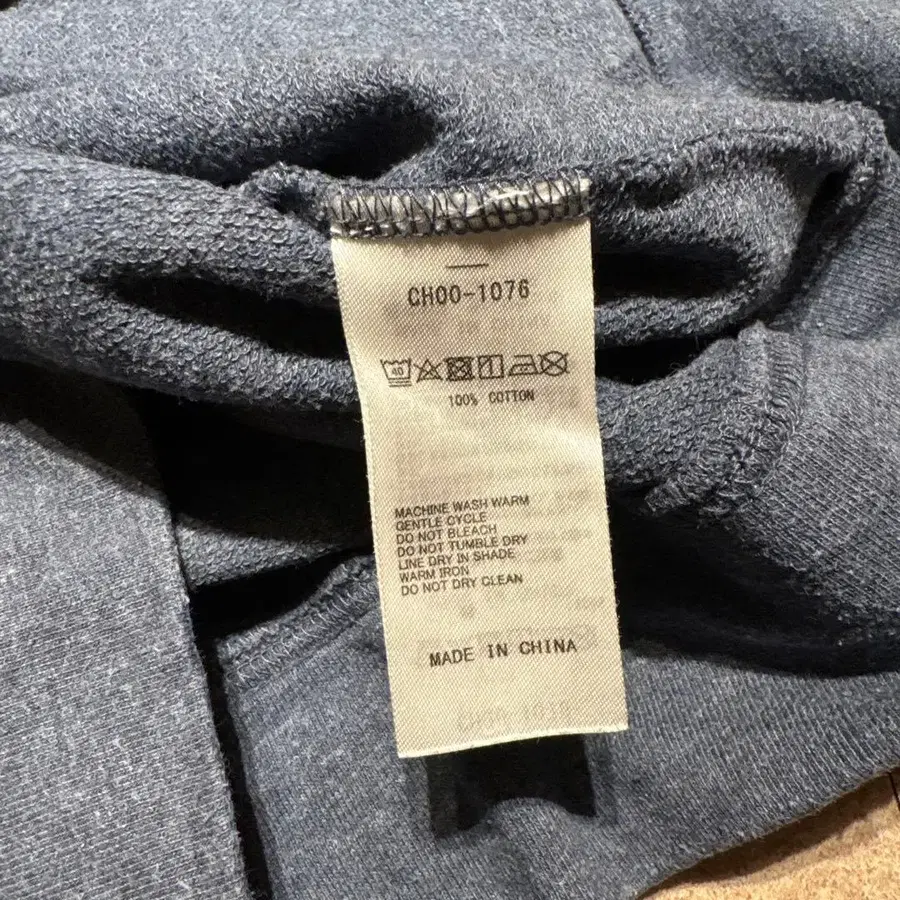 CH00-1076
40
100% COTTON
MACHINE WASH WARM
GENTLE CYCLE
DO NOT BLEACH
DO NOT TUMBLE DRY
LINE DRY IN SHADE
WARM IRON
DO NOT DRY CLEAN
MADE IN CHINA